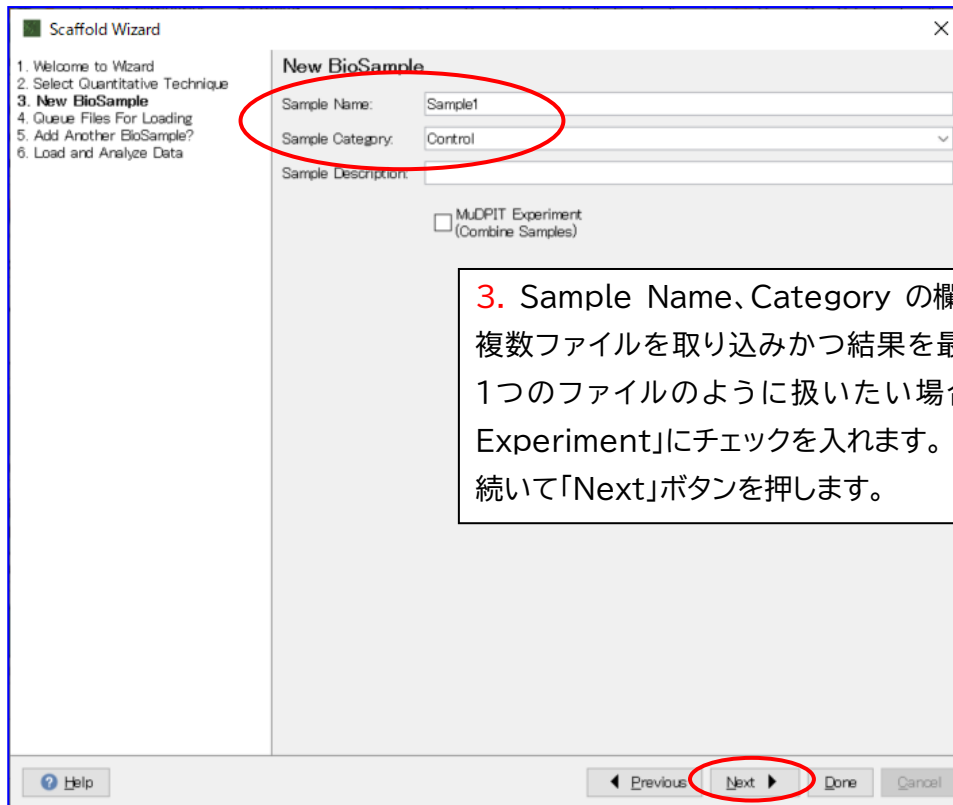 Scaffold Wizard
1. Welcome to Wizard
2. Select Quantitative Technique
3. New BioSample
4. Queue Files For Loading
5. Add Another BioSample?
6. Load and Analyze Data
New BioSample
Sample Name: Sample1
Sample Category: Control
Sample Description:
MuDPIT Experiment
(Combine Samples)
3. Sample Name、Category の欄
複数ファイルを取り込みかつ結果を最
1つのファイルのように扱いたい場合
Experiment」にチェックを入れます。
続いて「Next」ボタンを押します。
Help
Previous
Next
Done
Cancel